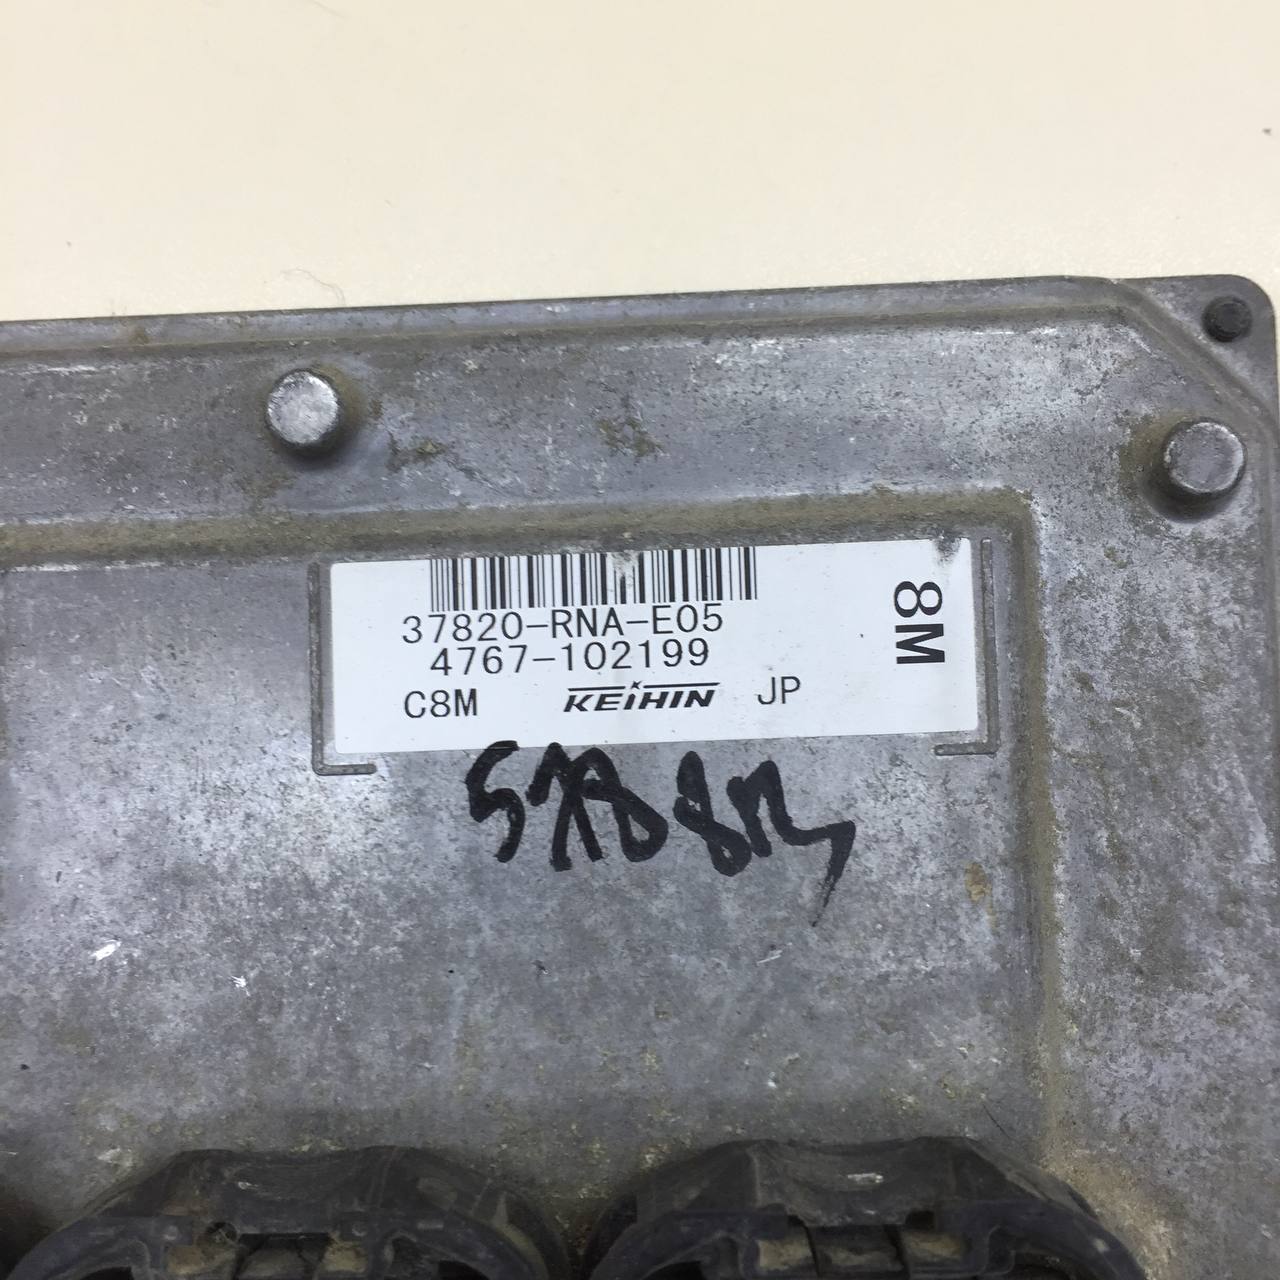 37820-RNA-E05
4767-102199
C8M KEIHIN JP
8M